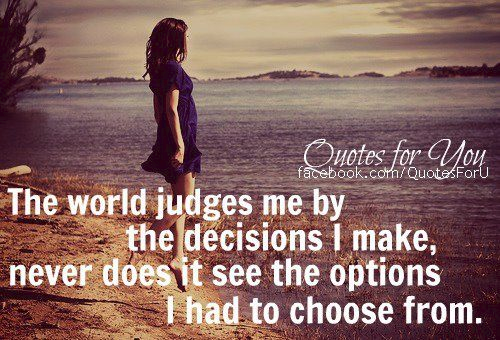 Quotes for You
facebook.com/QuotesForU
The world judges me by
the decisions I make,
never does it see the options
I had to choose from.